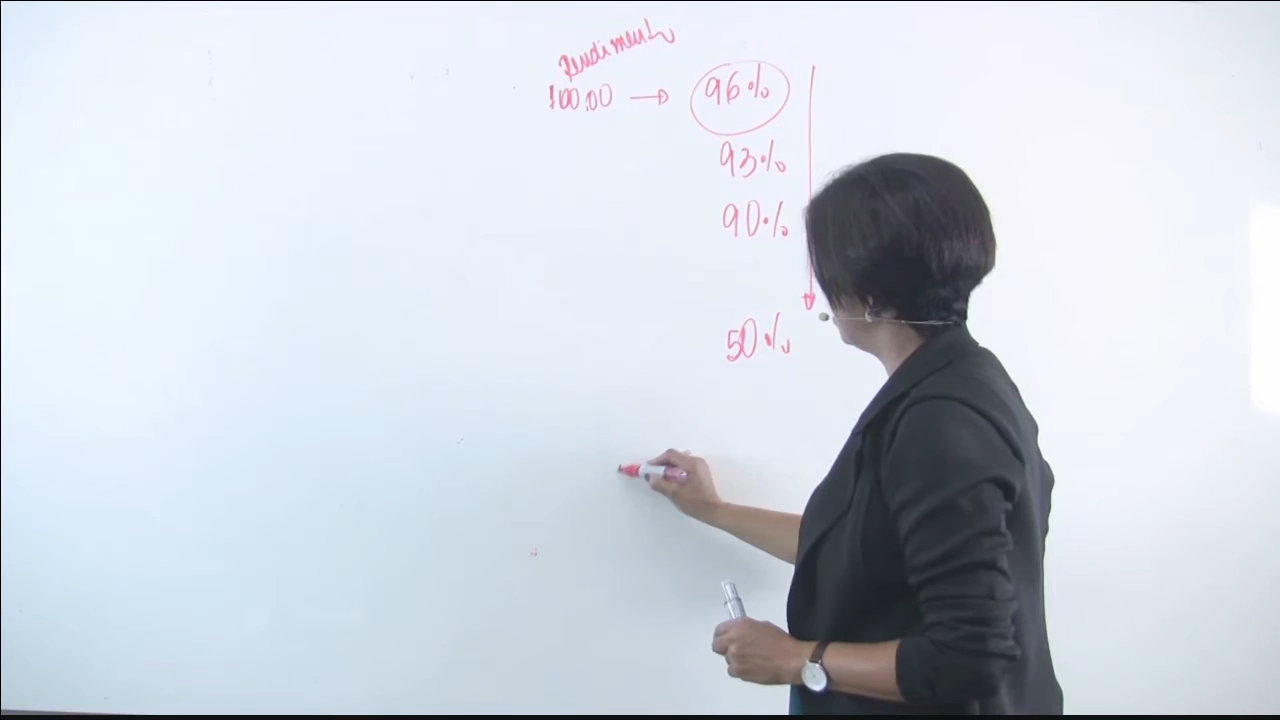 Rendimento
100,00 → 96%
93%
90%
50%